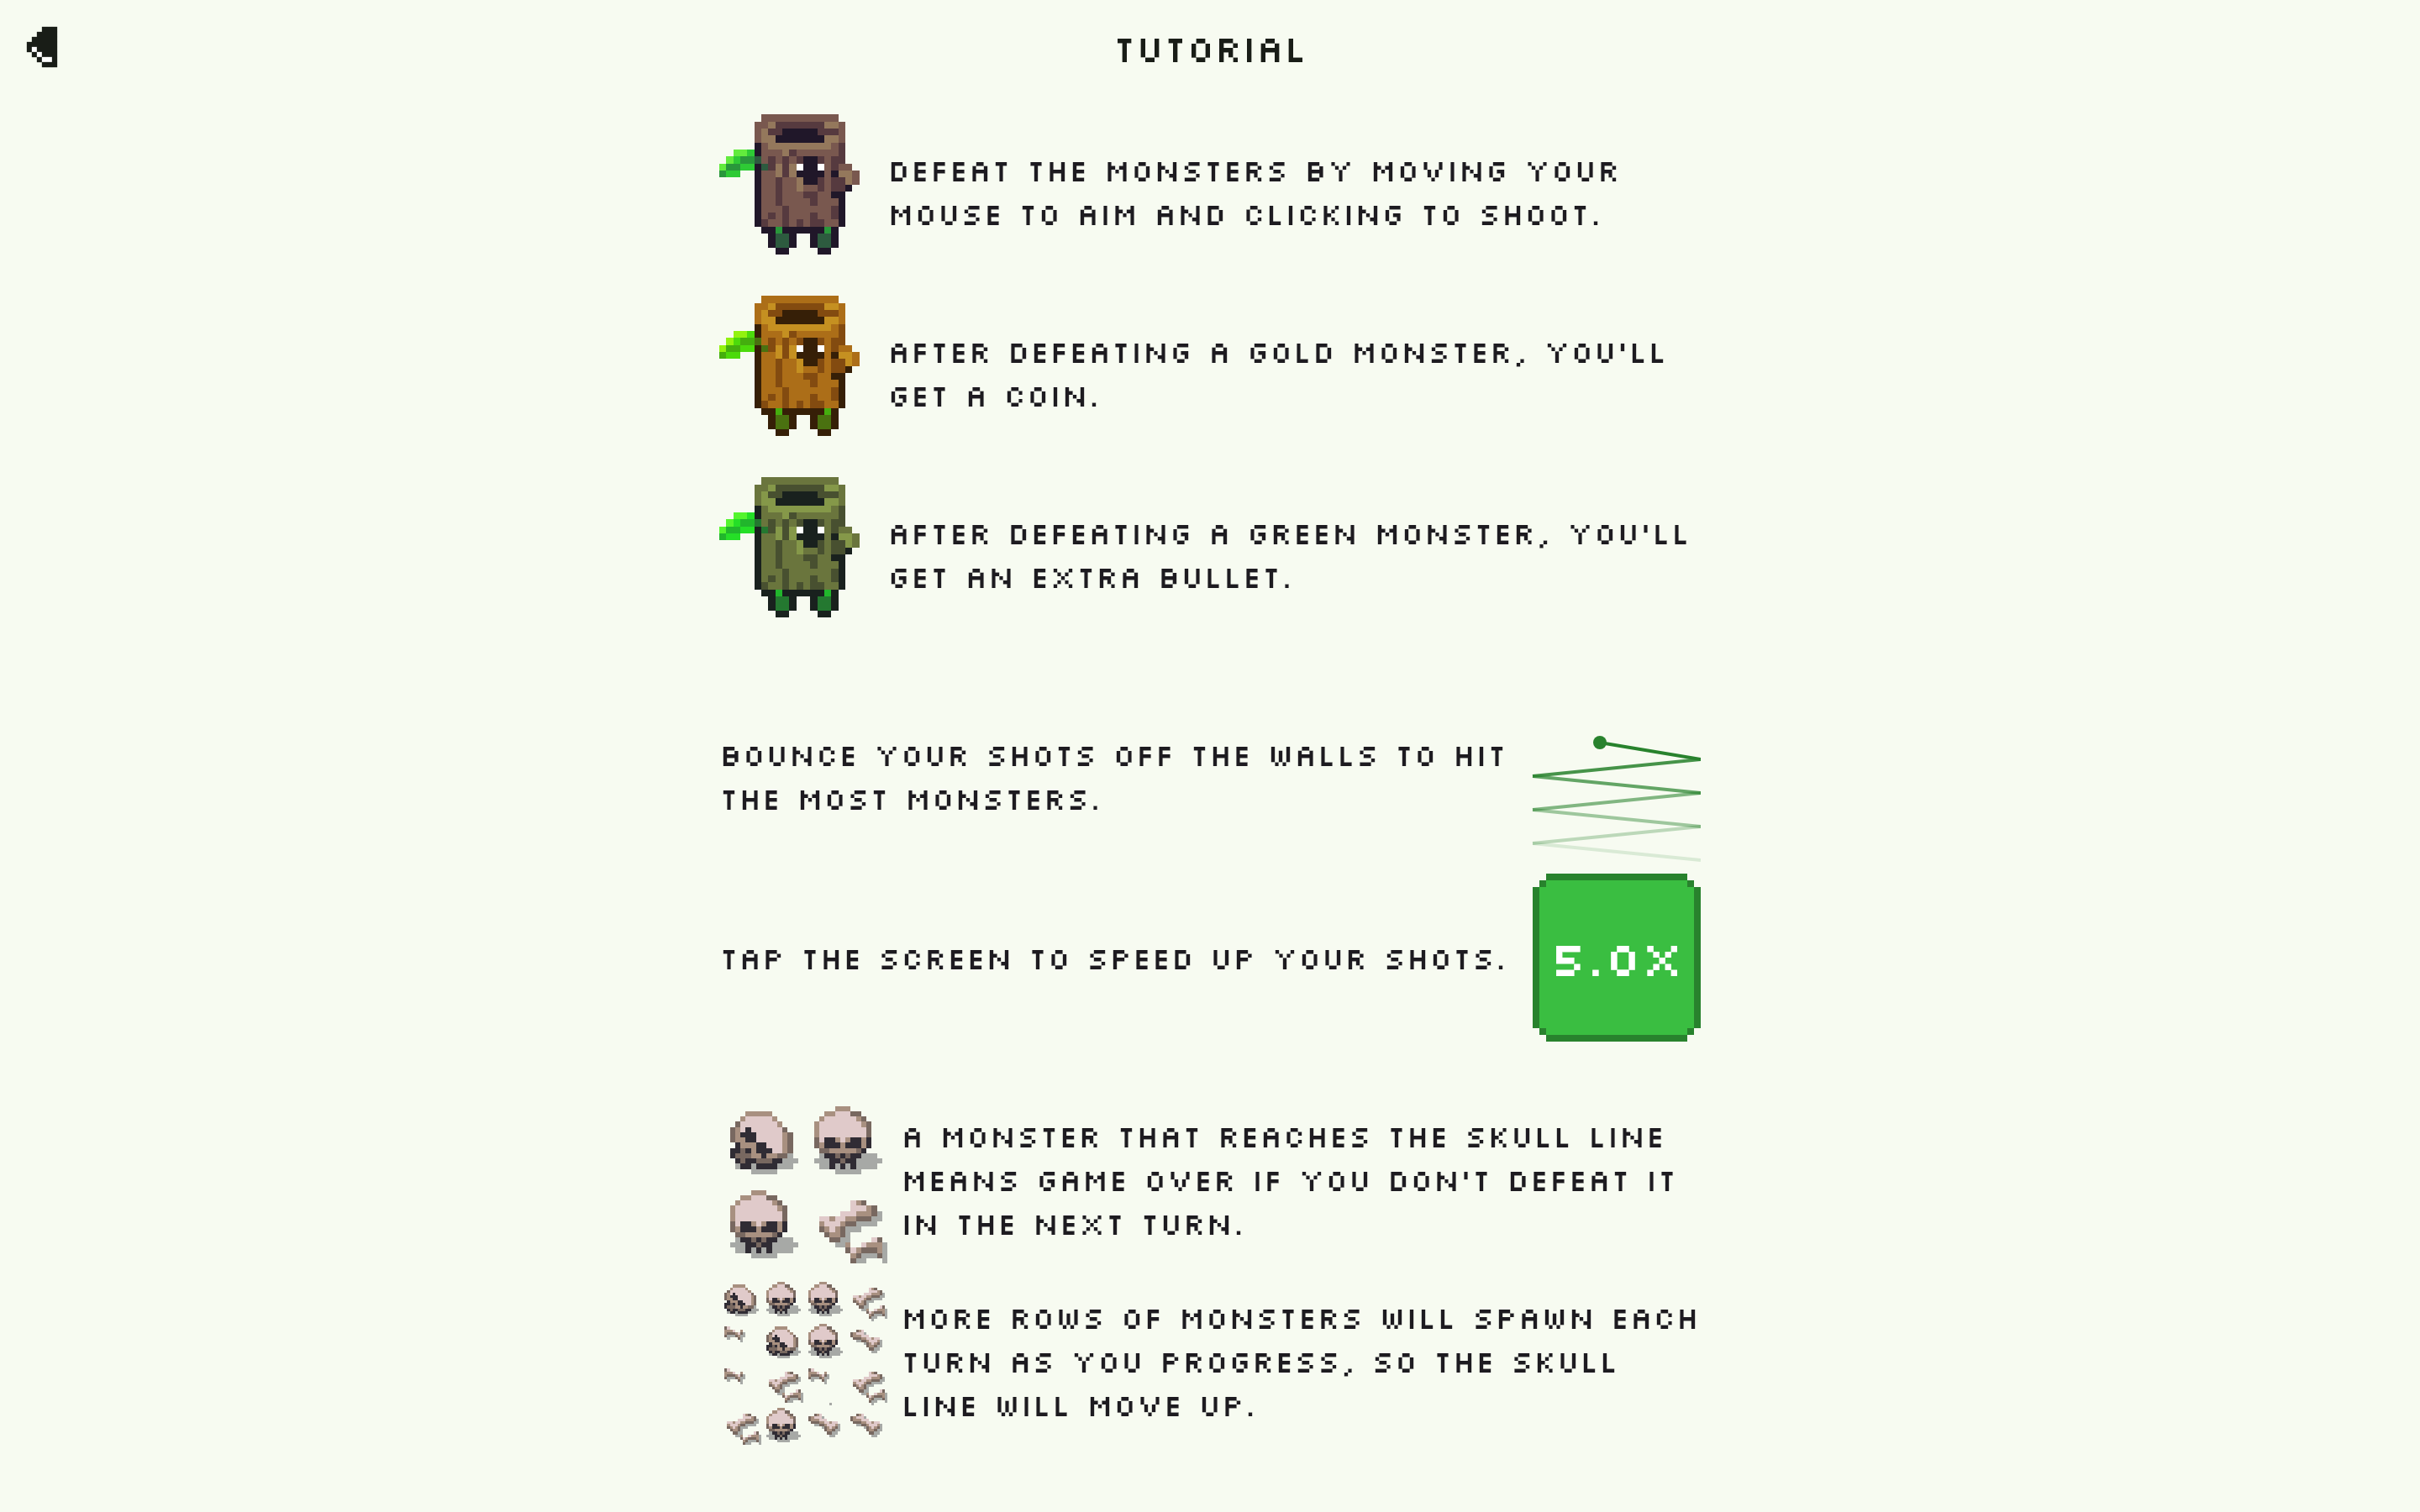 TUTORIAL
DEFEAT THE MONSTERS BY MOVING YOUR
MOUSE TO AIM AND CLICKING TO SHOOT.
AFTER DEFEATING A GOLD MONSTER, YOU'LL
GET A COIN.
AFTER DEFEATING A GREEN MONSTER, YOU'LL
GET AN EXTRA BULLET.
BOUNCE YOUR SHOTS OFF THE WALLS TO HIT
THE MOST MONSTERS.
TAP THE SCREEN TO SPEED UP YOUR SHOTS.
5.0X
A MONSTER THAT REACHES THE SKULL LINE
MEANS GAME OVER IF YOU DON'T DEFEAT IT
IN THE NEXT TURN.
MORE ROWS OF MONSTERS WILL SPAWN EACH
TURN AS YOU PROGRESS, SO THE SKULL
LINE WILL MOVE UP.